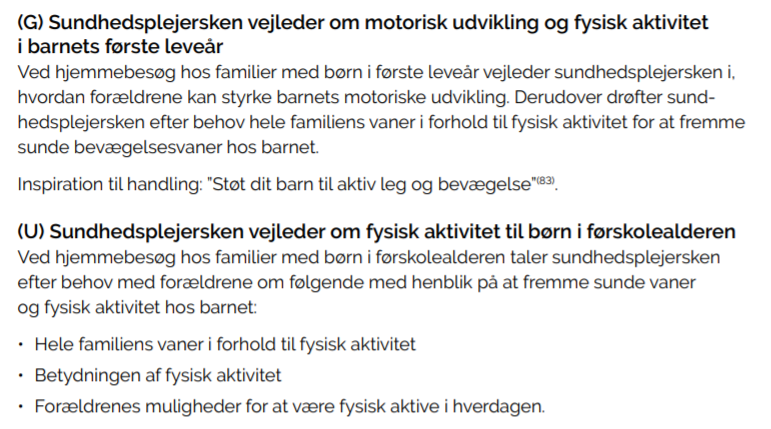 (G) Sundhedsplejersken vejleder om motorisk udvikling og fysisk aktivitet
i barnets første leveår
Ved hjemmebesøg hos familier med børn i første leveår vejleder sundhedsplejersken i,
hvordan forældrene kan styrke barnets motoriske udvikling. Derudover drøfter sund-
hedsplejersken efter behov hele familiens vaner i forhold til fysisk aktivitet for at fremme
sunde bevægelsesvaner hos barnet.
Inspiration til handling: "Støt dit barn til aktiv leg og bevægelse"(83).
(U) Sundhedsplejersken vejleder om fysisk aktivitet til børn i førskolealderen
Ved hjemmebesøg hos familier med børn i førskolealderen taler sundhedsplejersken
efter behov med forældrene om følgende med henblik på at fremme sunde vaner
og fysisk aktivitet hos barnet:
• Hele familiens vaner i forhold til fysisk aktivitet
• Betydningen af fysisk aktivitet
• Forældrenes muligheder for at være fysisk aktive i hverdagen.